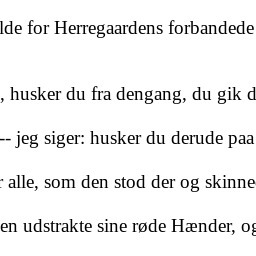 lde for Herregaardens forbandede
, husker du fra dengang, du gik d
-- jeg siger: husker du derude paa
r alle, som den stod der og skinne
en udstrakte sine røde Hænder, og